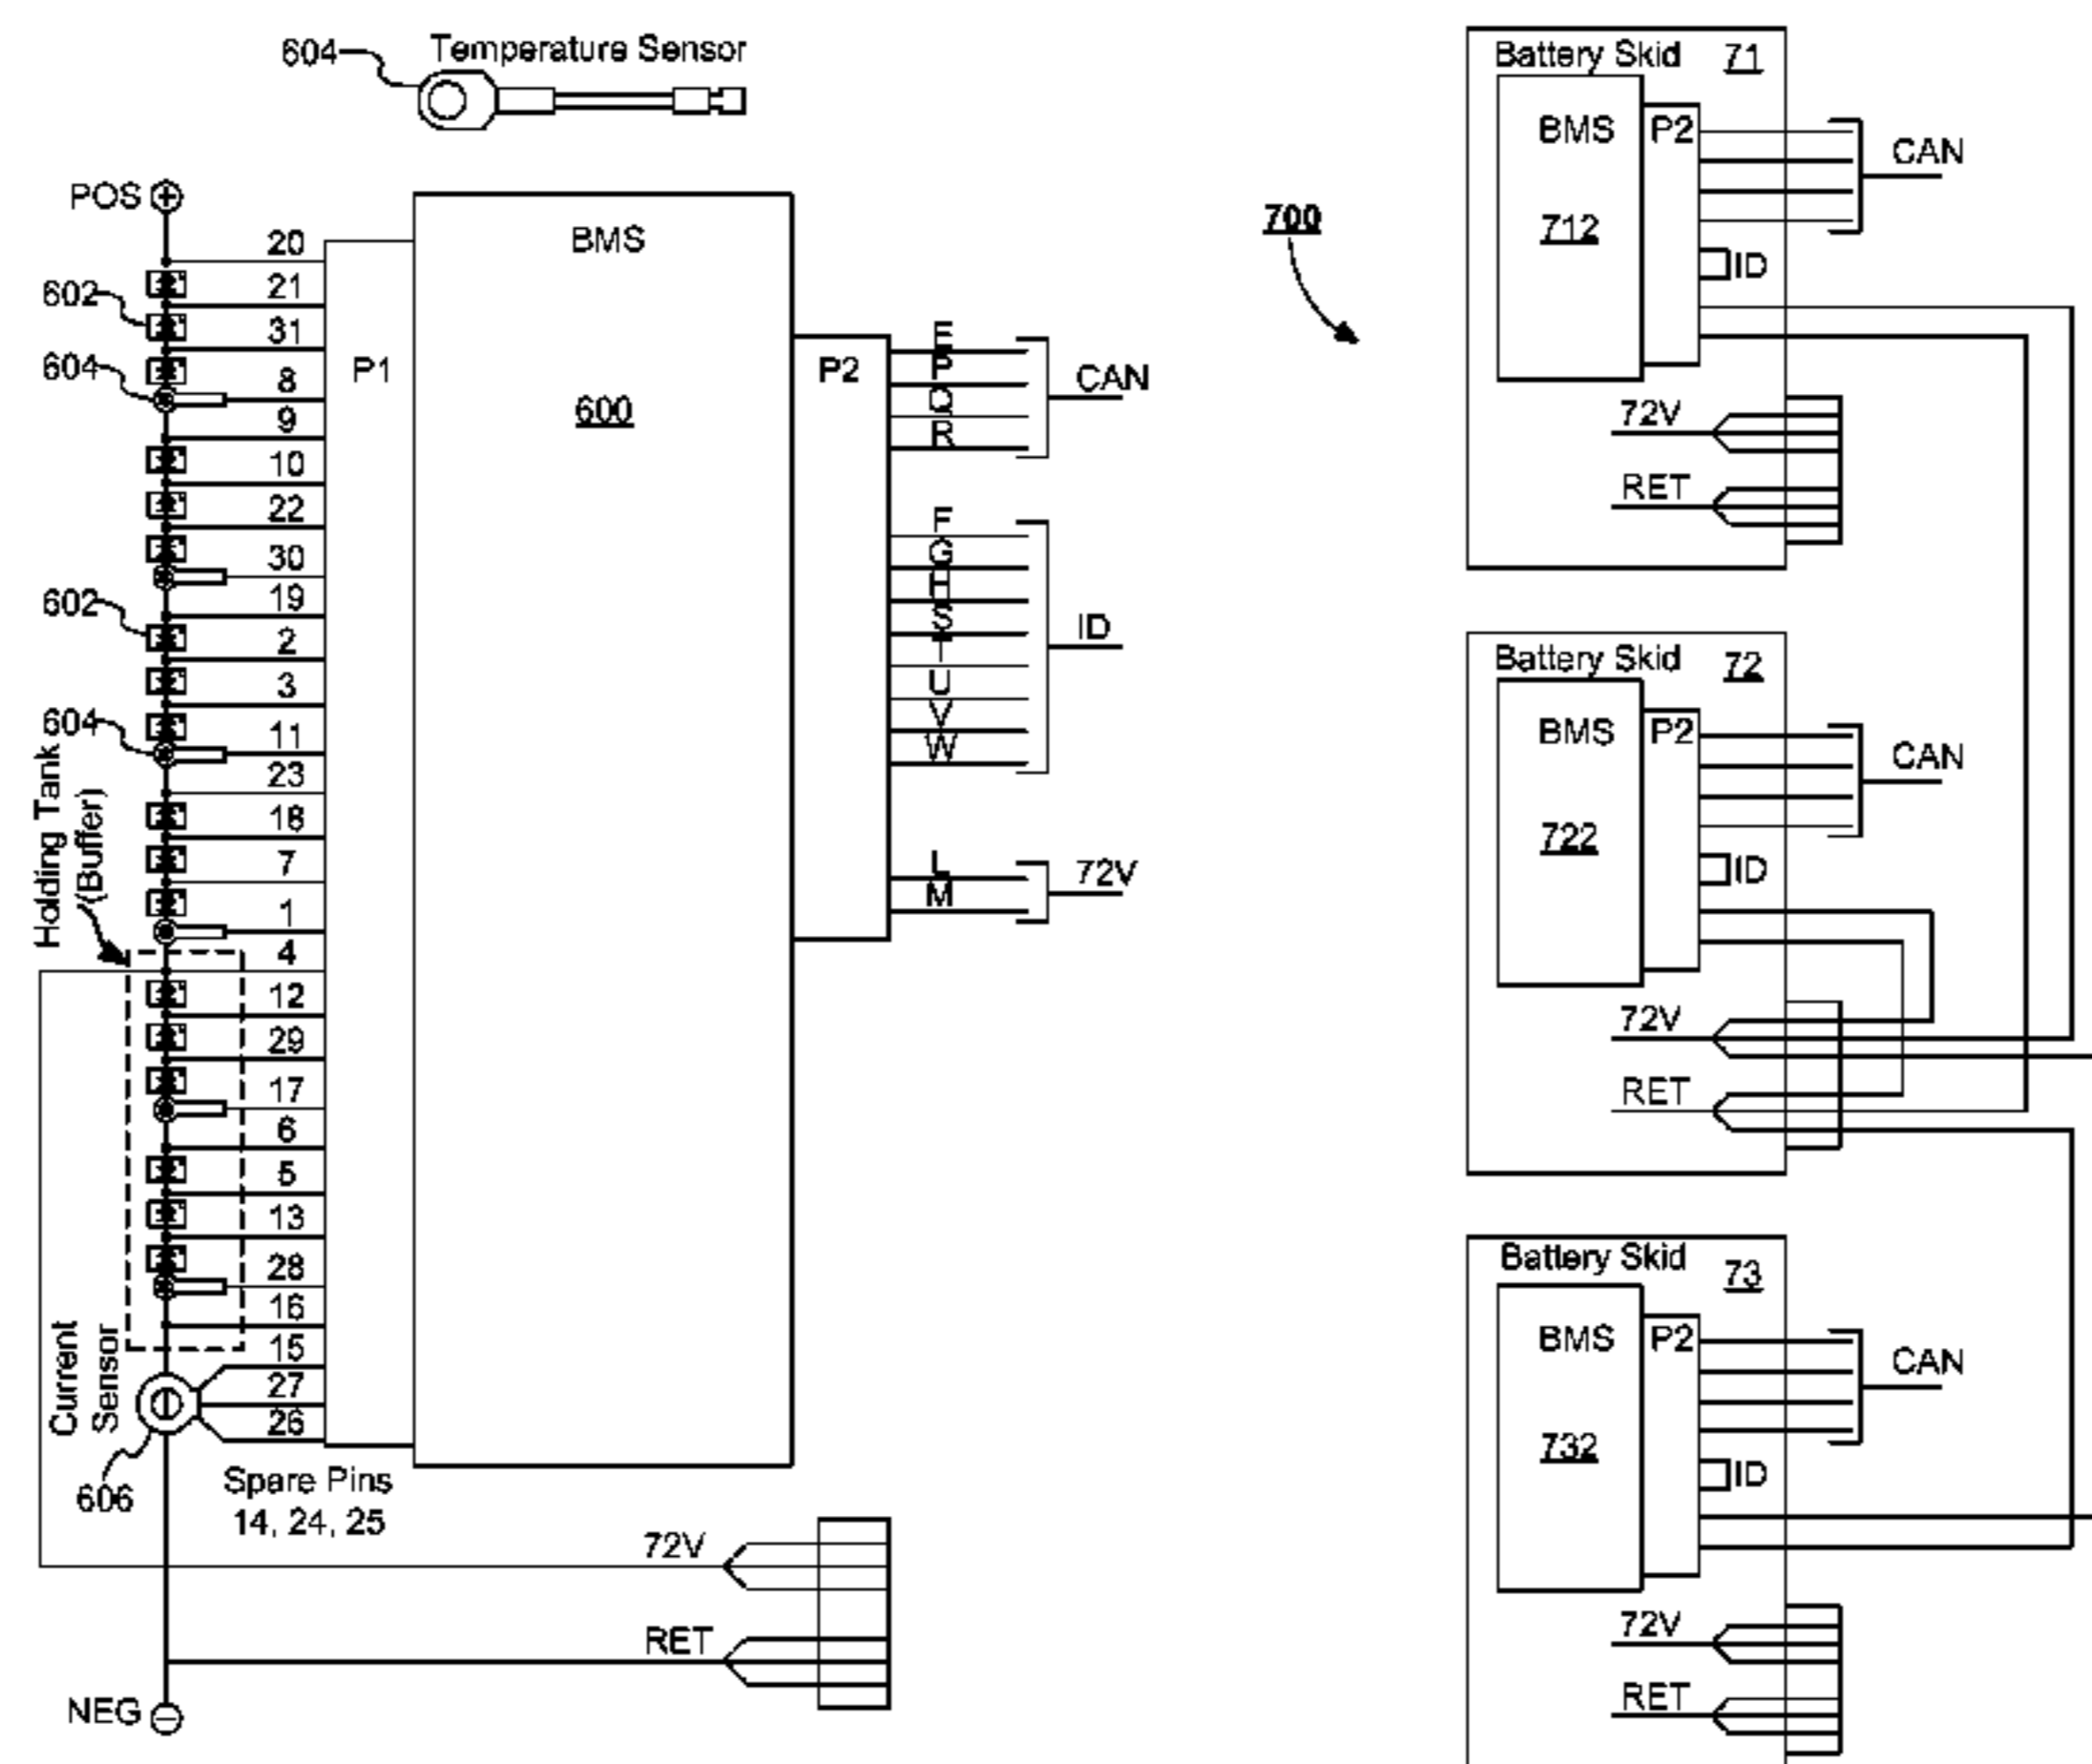 604 Temperature Sensor
POS
20
21
31
8
9
10
22
30
19
2
3
11
23
18
7
1
4
12
29
17
6
5
13
28
16
15
27
26
602
604
602
604
Holding Tank
(Buffer)
Current
Sensor
606
Spare Pins
14, 24, 25
P1
BMS
600
P2
E
P
Q
R
CAN
F
G
H
S
T
U
V
W
ID
L
M
72V
72V
RET
NEG
700
Battery Skid 71
BMS P2
712
CAN
ID
72V
RET
Battery Skid 72
BMS P2
722
CAN
ID
72V
RET
Battery Skid 73
BMS P2
732
CAN
ID
72V
RET